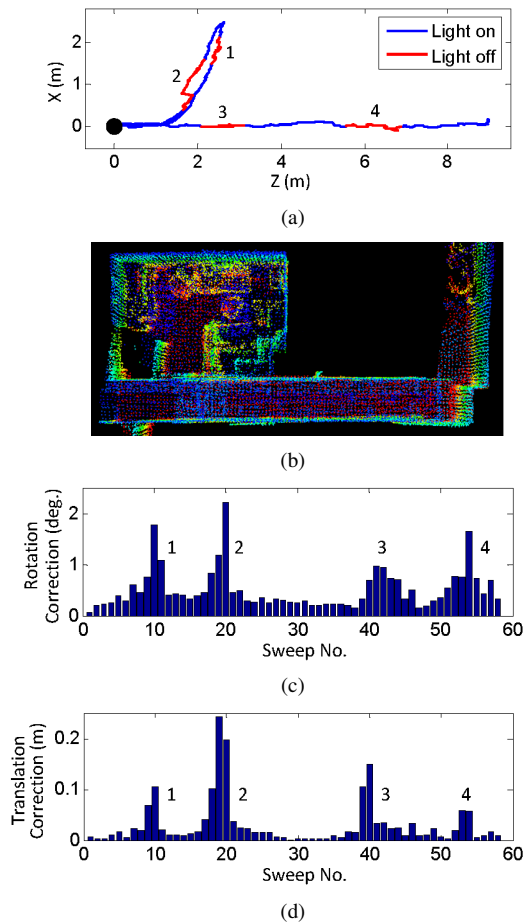 Light on
Light off
X (m)
2
1
0
1
2
3
4
0 2 4 6 8
Z (m)
(a)
(b)
Rotation
Correction (deg.)
2
1
0
1
2
3
4
0 10 20 30 40 50 60
Sweep No.
(c)
Translation
Correction (m)
0.2
0.1
0
1
2
3
4
0 10 20 30 40 50 60
Sweep No.
(d)